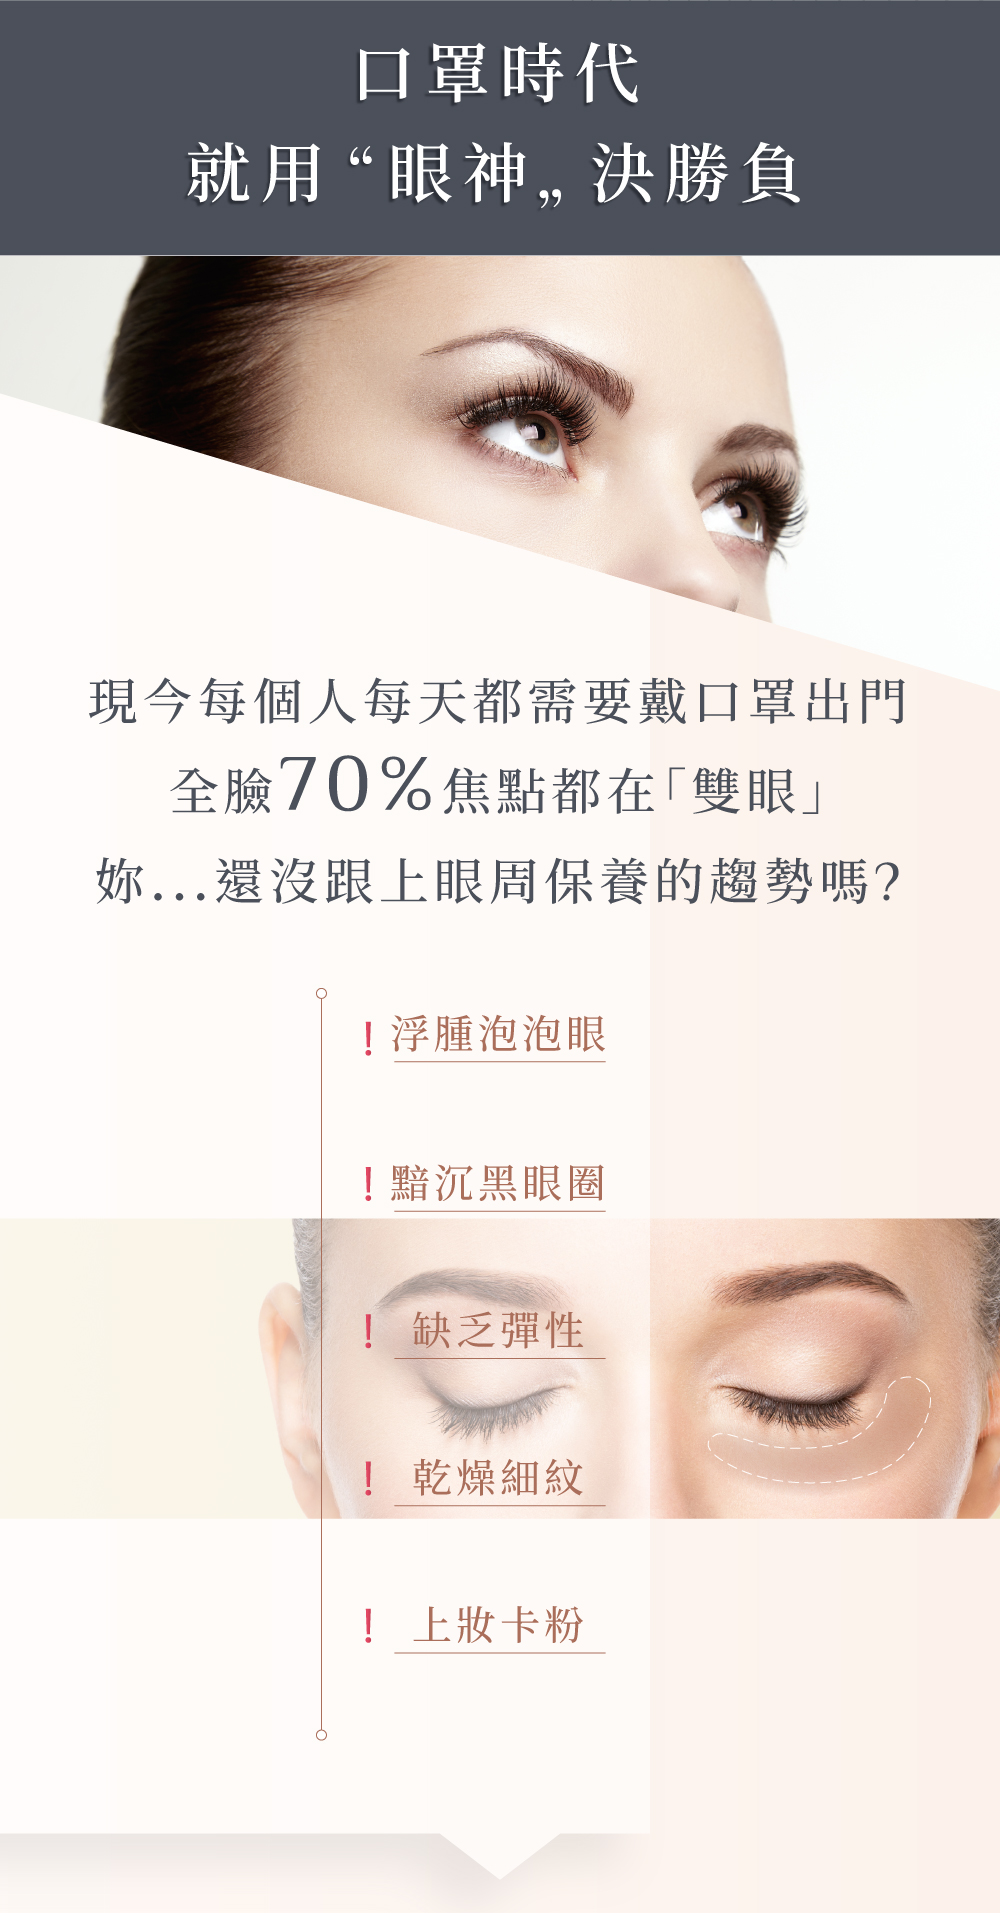 口罩時代
就用“眼神„決勝負
現今每個人每天都需要戴口罩出門
全臉70%焦點都在「雙眼」
妳...還沒跟上眼周保養的趨勢嗎?
! 浮腫泡泡眼
! 黯沉黑眼圈
! 缺乏彈性
! 乾燥細紋
! 上妝卡粉